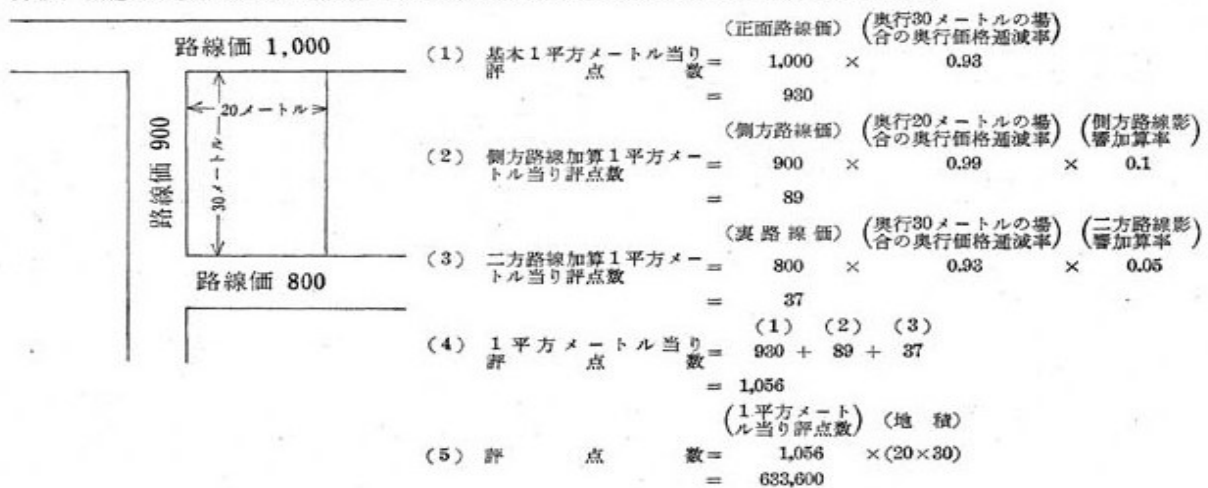 路線価 1,000
20メートル
30メートル
路線価 900
路線価 800
(正面路線価) (奥行30メートルの場合の奥行価格逓減率)
(1) 基本1平方メートル当り評点数 = 1,000 × 0.93
= 930
(側方路線価) (奥行20メートルの場合の奥行価格逓減率) (側方路線影響加算率)
(2) 側方路線加算1平方メートル当り評点数 = 900 × 0.99 × 0.1
= 89
(裏路線価) (奥行30メートルの場合の奥行価格逓減率) (二方路線影響加算率)
(3) 二方路線加算1平方メートル当り評点数 = 800 × 0.93 × 0.05
= 37
(1) (2) (3)
(4) 1平方メートル当り評点数 = 930 + 89 + 37
= 1,056
(1平方メートル当り評点数) (地積)
(5) 評点数 = 1,056 ×(20×30)
= 633,600